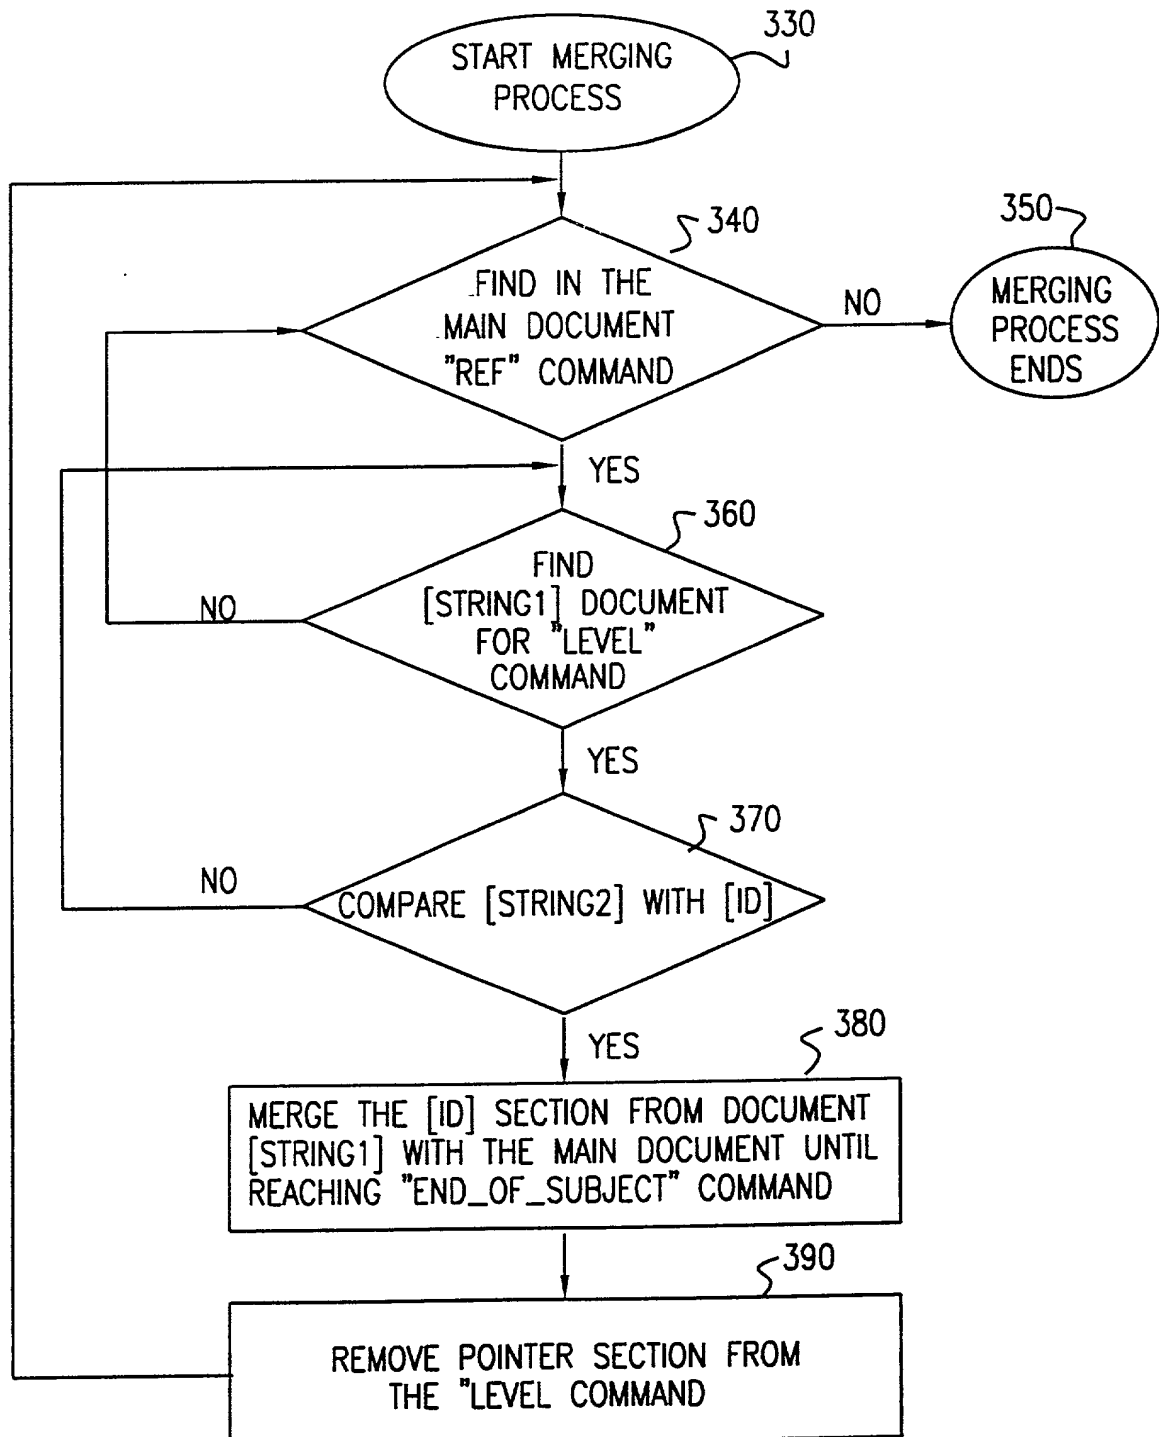 330
START MERGING
PROCESS
340
FIND IN THE
MAIN DOCUMENT
"REF" COMMAND
NO
350
MERGING
PROCESS
ENDS
YES
360
FIND
[STRING1] DOCUMENT
FOR "LEVEL"
COMMAND
NO
YES
370
COMPARE [STRING2] WITH [ID]
NO
YES
380
MERGE THE [ID] SECTION FROM DOCUMENT
[STRING1] WITH THE MAIN DOCUMENT UNTIL
REACHING "END_OF_SUBJECT" COMMAND
390
REMOVE POINTER SECTION FROM
THE "LEVEL COMMAND